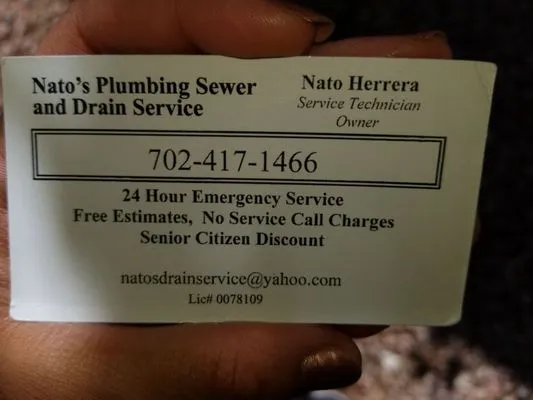 Nato's Plumbing Sewer
and Drain Service
Nato Herrera
Service Technician
Owner
702-417-1466
24 Hour Emergency Service
Free Estimates, No Service Call Charges
Senior Citizen Discount
natosdrainservice@yahoo.com
Lic# 0078109